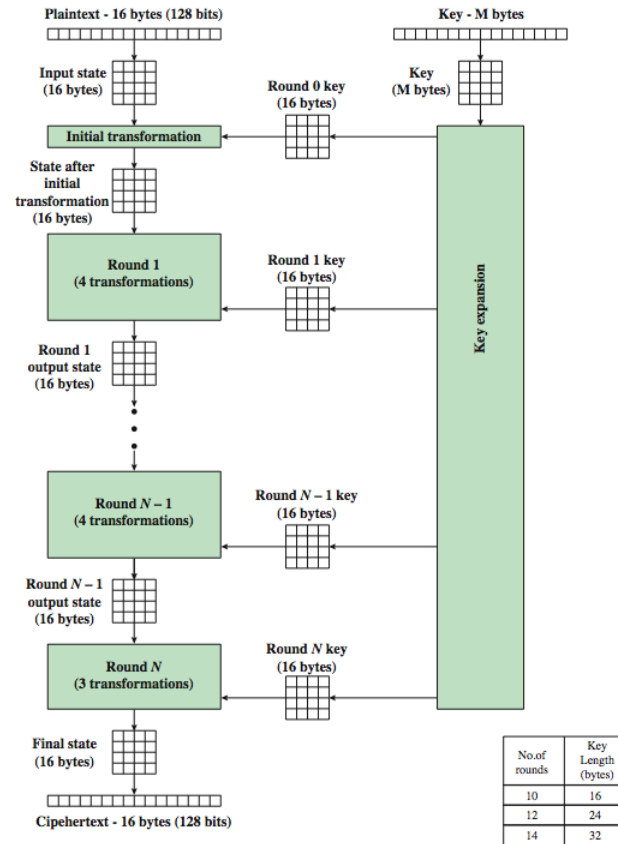 Plaintext - 16 bytes (128 bits)
Key - M bytes
Input state
(16 bytes)
Round 0 key
(16 bytes)
Key
(M bytes)
Initial transformation
State after
initial
transformation
(16 bytes)
Round 1
(4 transformations)
Round 1 key
(16 bytes)
Key expansion
Round 1
output state
(16 bytes)
Round N – 1
(4 transformations)
Round N – 1 key
(16 bytes)
Round N – 1
output state
(16 bytes)
Round N
(3 transformations)
Round N key
(16 bytes)
Final state
(16 bytes)
Cipehertext - 16 bytes (128 bits)
No.of
rounds
Key
Length
(bytes)
10 16
12 24
14 32